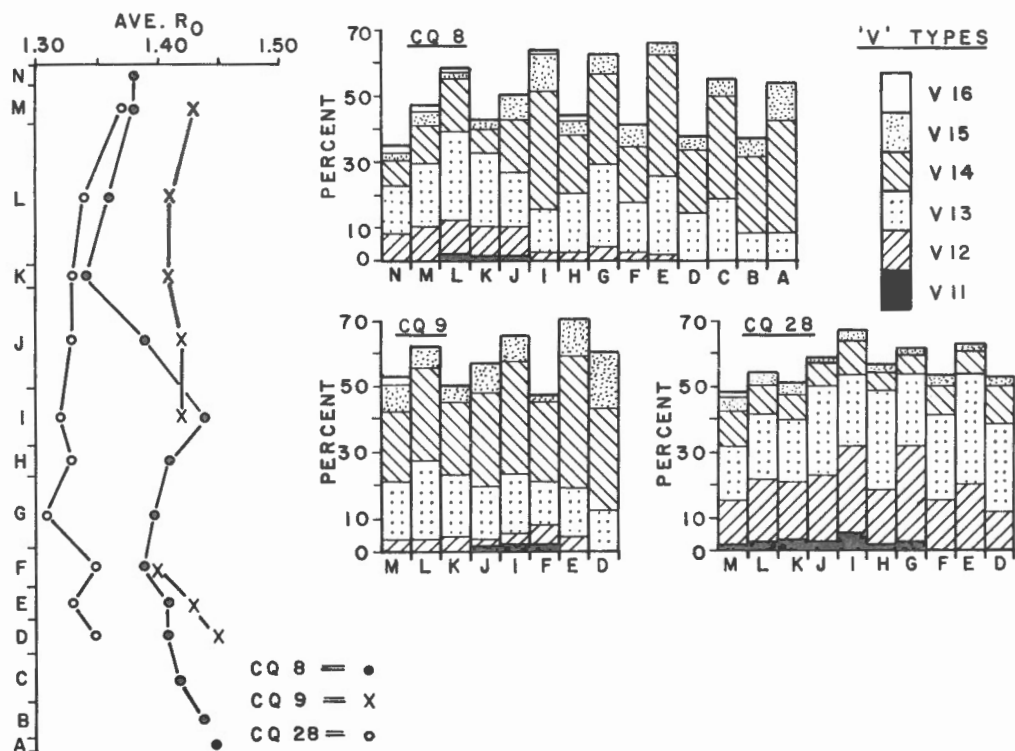 AVE. RO
1.30 1.40 1.50
N
M
L
K
J
I
H
G
F
E
D
C
B
A
CQ 8 = ●
CQ 9 = X
CQ 28 = o
CQ 8
PERCENT
70
50
30
10
0
N M L K J I H G F E D C B A
CQ 9
PERCENT
70
50
30
10
0
M L K J I F E D
CQ 28
PERCENT
70
50
30
10
0
M L K J I H G F E D
'V' TYPES
V 16
V 15
V 14
V 13
V 12
V 11